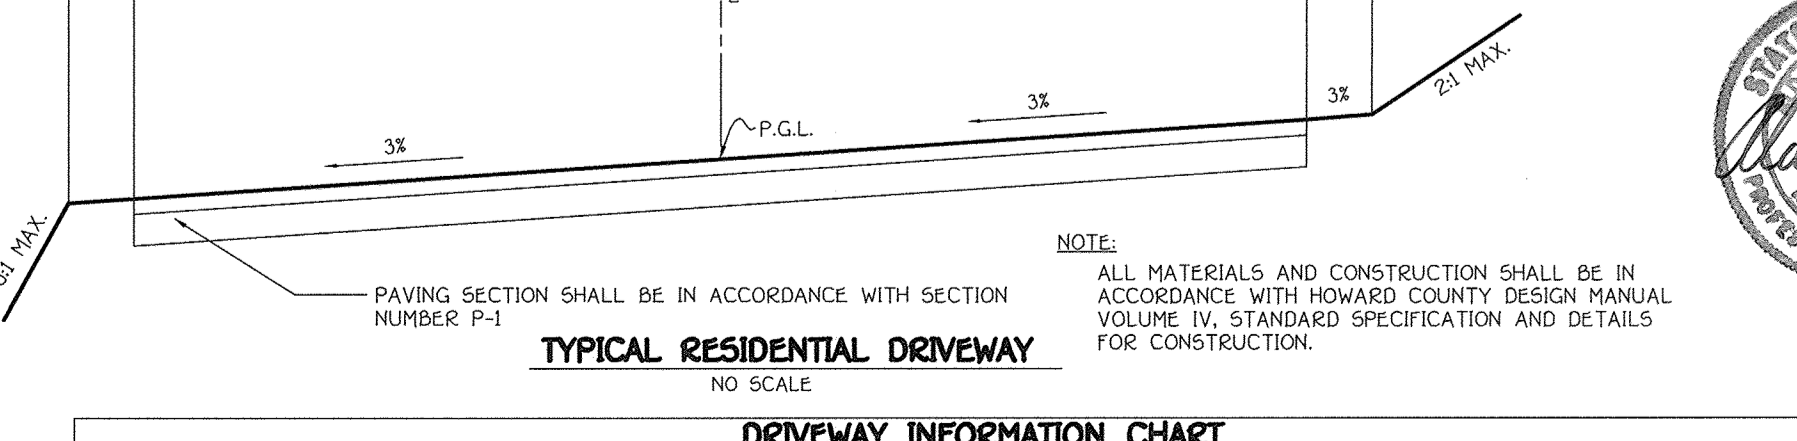 2:1 MAX.
3%
3%
P.G.L.
3%
MAX.
NOTE:
ALL MATERIALS AND CONSTRUCTION SHALL BE IN
ACCORDANCE WITH HOWARD COUNTY DESIGN MANUAL
VOLUME IV, STANDARD SPECIFICATION AND DETAILS
FOR CONSTRUCTION.
PAVING SECTION SHALL BE IN ACCORDANCE WITH SECTION
NUMBER P-1
TYPICAL RESIDENTIAL DRIVEWAY
NO SCALE
DRIVEWAY INFORMATION CHART